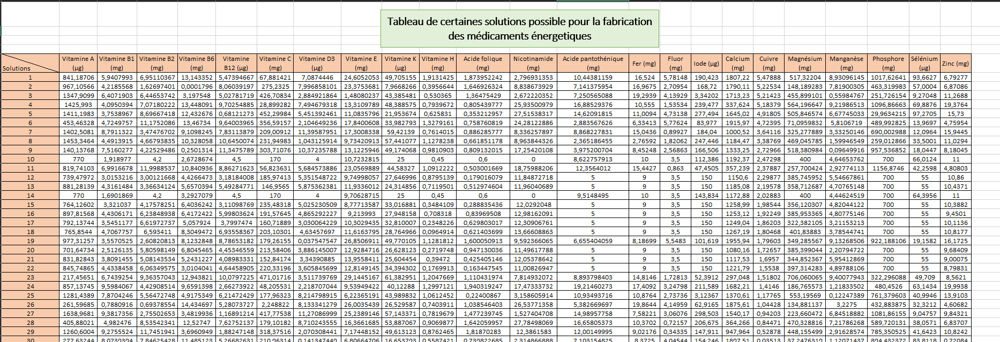 Tableau de certaines solutions possible pour la fabrication
des médicaments énergetiques
Solutions Vitamine A (µg) Vitamine B1 (mg) Vitamine B2 (mg) Vitamine B6 (mg) Vitamine B12 (µg) Vitamine C (mg) Vitamine D3 (µg) Vitamine E (mg) Vitamine K (µg) Vitamine H (mg) Acide folique (mg) Nicotinamide (mg) Acide pantothénique (mg) Fer (mg) Fluor (mg) Iode (µg) Calcium (mg) Cuivre (mg) Magnésium (mg) Manganèse (mg) Phosphore (mg) Sélénium (µg) Zinc (mg)
1 841,18706 5,9407993 6,95110367 13,143352 5,47394667 67,881421 7,0874446 24,6052053 49,705155 1,9131425 1,873952242 2,796931353 10,44381159 16,524 5,78148 190,423 1807,22 5,47888 517,32204 8,93096145 1017,62641 93,6627 6,79277
2 967,10566 4,2185568 1,62697401 0,0001796 8,06039197 275,2325 7,996858101 23,3753681 7,9668266 0,3956644 1,646926324 8,838673929 7,141375954 16,9675 2,70954 168,72 1790,11 5,22534 148,189283 7,81900305 463,319983 57,0004 6,87086
3 1347,9099 6,4071903 6,44653742 3,197548 5,02781719 426,70834 2,884921864 1,48080237 43,385481 0,530365 1,36475429 2,672220352 7,250565088 19,2939 4,13929 3,34202 1713,23 5,21423 455,899101 0,55984767 251,726154 9,27048 11,2688
4 1425,993 4,0950394 7,07180222 13,448091 9,70254885 28,899282 7,494679318 13,3109789 48,388575 0,7939672 0,805439777 25,93500979 16,88529376 10,555 1,53534 239,477 337,624 5,18379 564,196647 9,21986513 1096,86663 69,8876 19,3764
5 1411,1983 3,7538967 8,69667418 12,432676 0,68121273 452,29984 5,451392461 11,0835796 21,953674 0,625831 0,353212957 27,51538317 14,62091815 11,0094 4,73138 277,494 1645,02 4,91805 505,846574 6,67745033 29,9634215 97,2705 15,73
6 453,46328 4,7249757 11,1752086 13,46734 9,64003965 356,59157 2,104649236 17,8400608 33,982793 1,3279161 0,758760819 24,28122886 2,883567626 6,33413 5,77624 83,977 1915,97 4,72395 71,0959832 5,8106719 489,992825 13,9697 4,75954
7 1402,5081 8,7911322 3,47476702 9,1098245 7,83113879 209,00912 11,39587951 17,3008338 59,42139 0,7614015 0,886285777 8,336257897 8,868227831 15,0436 0,89927 184,04 1000,52 3,64116 325,277889 3,33250146 690,002988 12,0964 15,9445
8 1453,3464 4,4913915 4,66793835 10,328058 10,6450074 231,94983 1,043125914 9,73420913 57,441077 1,1278238 0,661851178 8,963844326 2,365186455 2,76592 1,82062 247,446 1184,47 3,38769 469,045785 1,59946549 259,012866 33,5001 11,0294
9 140,13768 7,5160277 4,22529486 0,2501314 11,3475789 303,71076 10,37235788 13,1225946 49,174068 0,9810903 0,809132015 17,25420108 3,975200704 8,45248 2,56863 166,506 1333,25 2,72966 518,380984 0,09649916 957,536852 18,0447 8,18045
10 770 1,918977 4,2 2,6728674 4,5 170 4 10,7232815 25 0,45 0,6 0 8,622757913 10 3,5 112,386 1192,37 2,47298 400 4,64653762 700 66,0124 11
11 819,74103 6,9916678 11,9988537 10,840936 8,86271623 56,823631 5,684573886 23,0569889 44,58327 1,0912222 0,503001669 18,75988206 12,3564012 15,4427 0,863 47,4505 357,239 2,37887 257,700424 2,92774113 1156,8746 42,2598 4,80803
12 739,47972 3,0153216 3,00121668 4,4266473 3,18184008 185,97413 5,351548722 9,74998057 27,646996 0,8795139 0,179016079 11,84872718 5 9 3,5 150 1150,6 2,29877 385,745952 5,54667861 700 55 10,86
13 881,28139 4,3161484 3,36634124 5,6570394 5,49284771 146,9565 5,875362381 11,9336012 24,314856 0,7119501 0,512974604 11,96040689 5 9 3,5 150 1185,08 2,19578 358,712687 4,70765148 700 55 10,4371
14 770 1,6901869 4,2 3,2927079 4,5 170 4 9,70628715 25 0,45 0,6 0 9,5148495 10 3,5 143,834 1172,88 2,02883 400 4,44624519 700 64,3956 11
15 764,12602 3,321037 4,17578251 6,4036242 3,11098769 235,48318 5,025230509 8,77713587 33,016881 0,3484109 0,288835436 12,0292048 5 9 3,5 150 1258,99 1,98544 356,120307 4,82044122 700 55 10,3882
16 897,81568 4,4306171 6,23848938 6,4172422 5,99803624 191,57645 4,865292227 9,213993 27,948158 0,708318 0,83969508 12,98162091 5 9 3,5 150 1253,12 1,92249 385,953365 4,80775146 700 55 9,4501
17 792,13744 3,5451177 6,61972737 5,057924 3,7997474 160,71889 3,030064229 10,3029435 32,810007 0,2348226 0,629803017 12,30906761 5 9 3,5 150 1249,04 1,86203 322,382105 3,21153213 700 55 10,1136
18 765,8544 4,7067757 6,593411 8,3049472 6,93558367 203,10301 4,63457697 11,6163795 28,764966 0,0964914 0,621403699 13,66608863 5 9 3,5 150 1267,19 1,80468 401,83883 3,78544741 700 55 10,8177
19 977,31257 3,5570525 2,60820813 8,1232848 8,78653182 179,26155 0,037547547 26,8506911 49,770105 1,1281812 1,600050913 9,592366065 6,655404059 8,18699 5,5483 101,619 1955,94 1,79603 349,285567 9,13268506 922,188106 19,1582 16,1725
20 701,64734 2,5126135 5,80598149 6,8045465 4,45346559 213,58406 3,886145007 12,9284716 26,628123 0,2719748 0,947130036 11,49617788 5 9 3,5 150 1080,16 1,72657 385,399044 2,20794722 700 55 9,68409
21 831,82843 3,8091455 5,08143534 5,2431227 4,08983331 152,84174 3,34390885 13,9558411 25,604454 0,39472 0,425405146 12,05378642 5 9 3,5 150 1117,53 1,6957 344,852367 5,95412869 700 55 9,00075
22 845,74865 4,4338458 6,06349575 3,0104041 4,64458905 220,33196 3,605845699 12,8149145 34,394302 0,1769913 0,163447545 11,00826947 5 9 3,5 150 1221,79 1,5538 397,314283 4,89788106 700 55 8,79831
23 217,45651 6,7439254 9,36357043 12,943821 10,0797225 471,01716 3,511739769 29,1445167 61,382951 1,2047669 1,110431974 7,814932072 8,893798403 14,8146 1,72813 52,3912 297,048 1,51802 706,060065 9,40077943 322,296088 49,709 8,5621
24 857,13745 9,5984067 4,42908514 9,6591398 2,66273922 48,205531 2,218707044 9,53949422 40,12288 1,2997121 1,940319247 17,47333732 19,21460273 17,4092 3,24798 211,589 1682,21 1,4146 186,765573 1,21833502 480,4526 63,1434 19,9938
25 1281,4389 7,8704246 5,56472748 4,9175349 6,21472429 177,96323 8,214798915 6,22365191 43,989832 1,0612452 0,22400867 3,158605914 10,93493716 10,8764 2,73736 3,12367 1370,61 1,17765 553,19569 0,12247389 761,379603 40,9946 13,9103
26 261,59685 0,7880916 0,69378554 14,434697 5,28073727 2,248822 8,133341279 26,0035439 26,529587 0,7403911 1,038546403 26,53771358 5,382669697 19,8644 4,14959 62,9165 1875,61 1,04428 134,881137 3,2275 432,883875 32,3212 4,60682
27 1638,9681 9,3817356 2,75502653 3,4819936 1,16891214 417,77538 11,27086999 25,2389146 57,143371 0,7819679 1,477239745 1,527404708 14,98957758 7,58221 3,06076 298,503 1540,17 0,94203 223,660472 6,84518882 1081,86155 9,04757 9,84321
28 405,88021 4,982476 8,53542341 12,52747 7,62752137 179,10182 8,710243555 16,3661685 53,887067 0,9069877 1,642059957 27,78498069 16,65805373 10,3702 0,72157 206,675 364,266 0,84471 470,328816 7,21786268 589,720131 38,0571 6,83707
29 1260,6004 9,2755524 11,7451941 3,6960949 1,88247148 318,37516 2,070308441 7,17448152 49,613123 0,8762465 1,81870283 12,3861583 12,00149995 9,02176 0,34335 147,911 947,964 0,52878 448,155499 2,91628574 785,350525 41,6423 10,8242